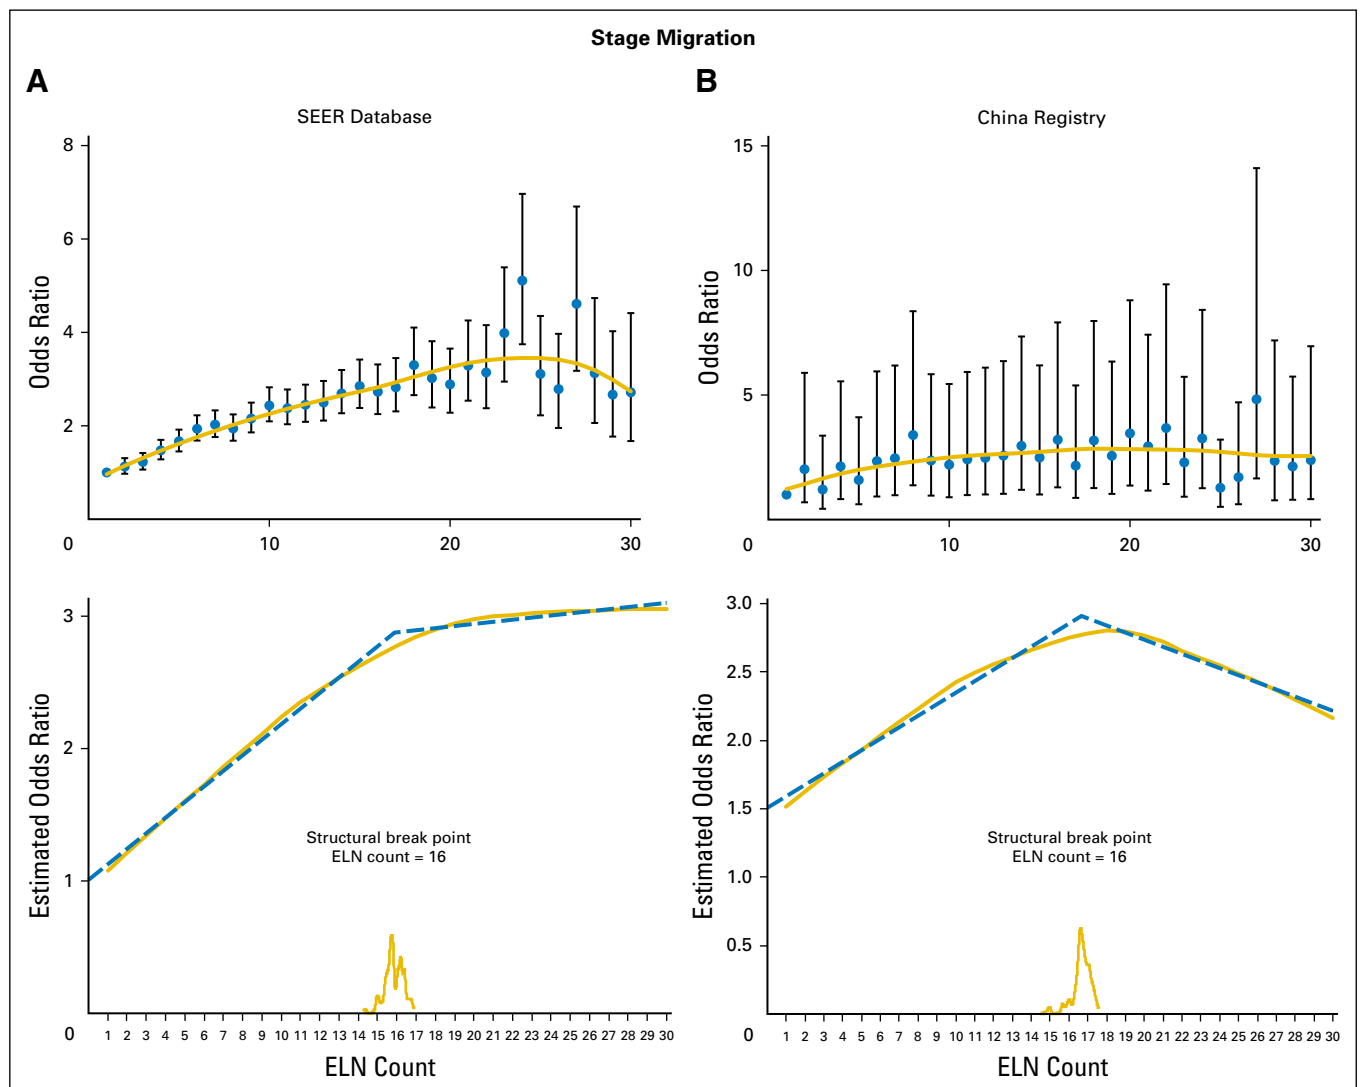 Stage Migration
A
SEER Database
8
6
4
2
0
10
20
30
Odds Ratio
B
China Registry
15
10
5
0
10
20
30
Odds Ratio
3
2
1
0
Estimated Odds Ratio
Structural break point
ELN count = 16
1 2 3 4 5 6 7 8 9 10 11 12 13 14 15 16 17 18 19 20 21 22 23 24 25 26 27 28 29 30
ELN Count
3.0
2.5
2.0
1.5
1.0
0.5
0
Estimated Odds Ratio
Structural break point
ELN count = 16
1 2 3 4 5 6 7 8 9 10 11 12 13 14 15 16 17 18 19 20 21 22 23 24 25 26 27 28 29 30
ELN Count